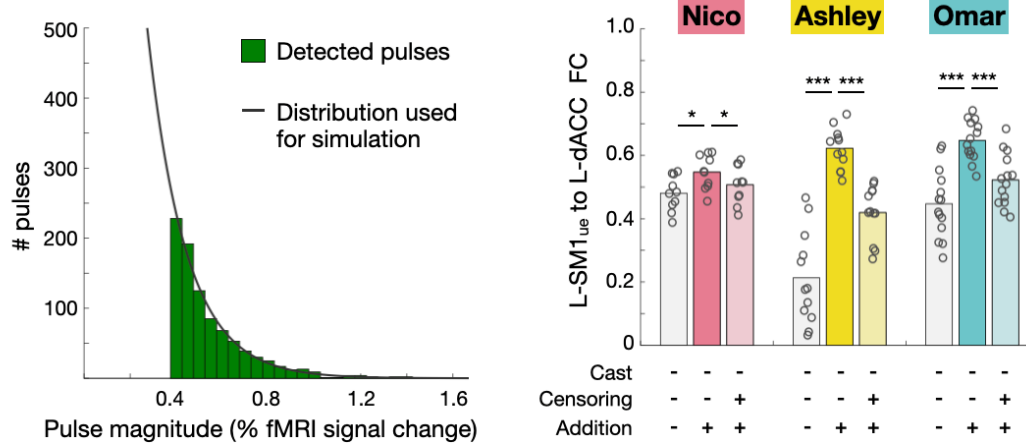 500
400
300
200
100
# pulses
Detected pulses
Distribution used
for simulation
0.4 0.8 1.2 1.6
Pulse magnitude (% fMRI signal change)
Nico Ashley Omar
1.0
0.8
0.6
0.4
0.2
0
L-SM1ue to L-dACC FC
* * *** *** *** ***
Cast - - - - - - - - -
Censoring - - + - - + - - +
Addition - + + - + + - + +